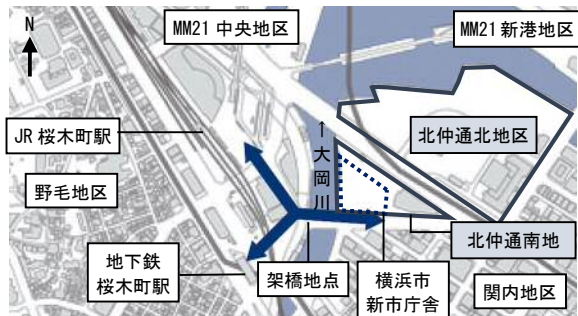 N
MM21 中央地区
MM21 新港地区
JR 桜木町駅
↑大岡川
北仲通北地区
野毛地区
北仲通南地
地下鉄
桜木町駅
架橋地点
横浜市
新市庁舎
関内地区